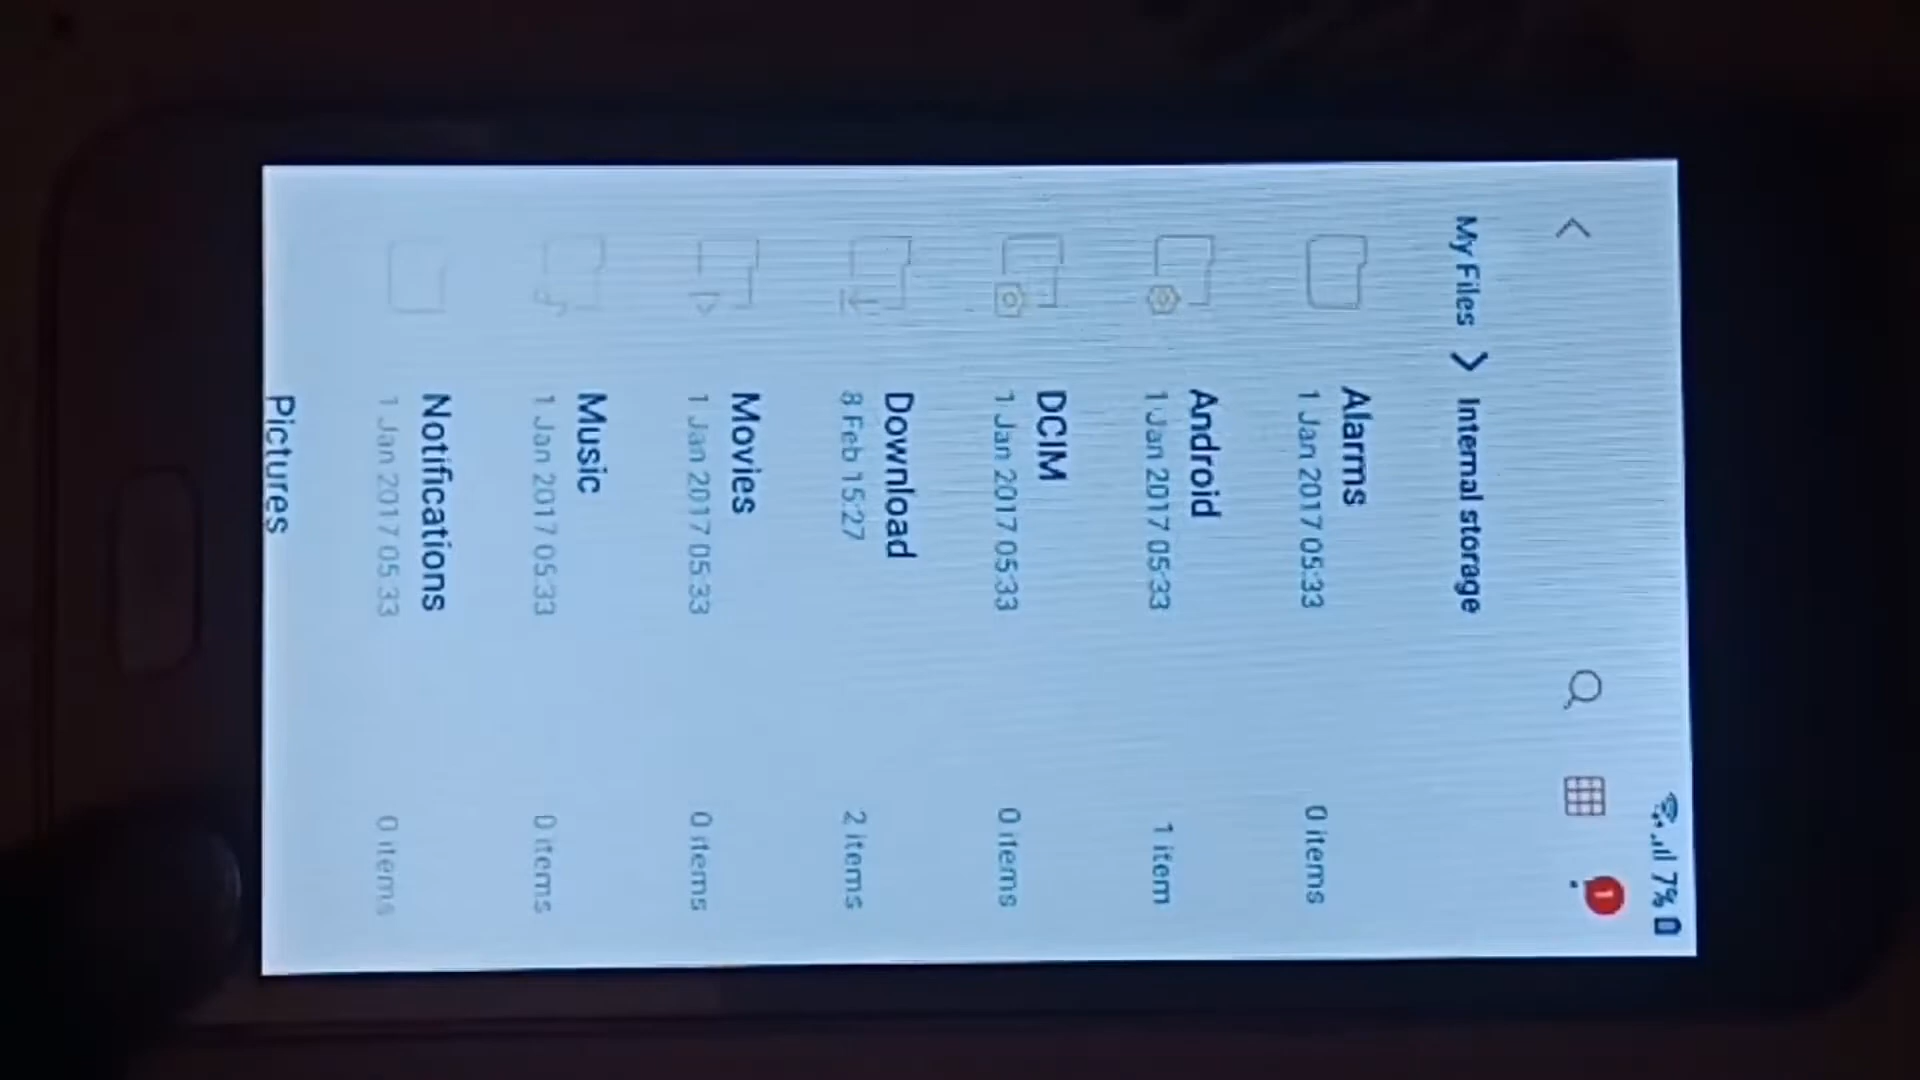 7%
1
My Files > Internal storage
Alarms
1 Jan 2017 05:33
0 items
Android
1 Jan 2017 05:33
1 item
DCIM
1 Jan 2017 05:33
0 items
Download
8 Feb 15:27
2 items
Movies
1 Jan 2017 05:33
0 items
Music
1 Jan 2017 05:33
0 items
Notifications
1 Jan 2017 05:33
0 items
Pictures